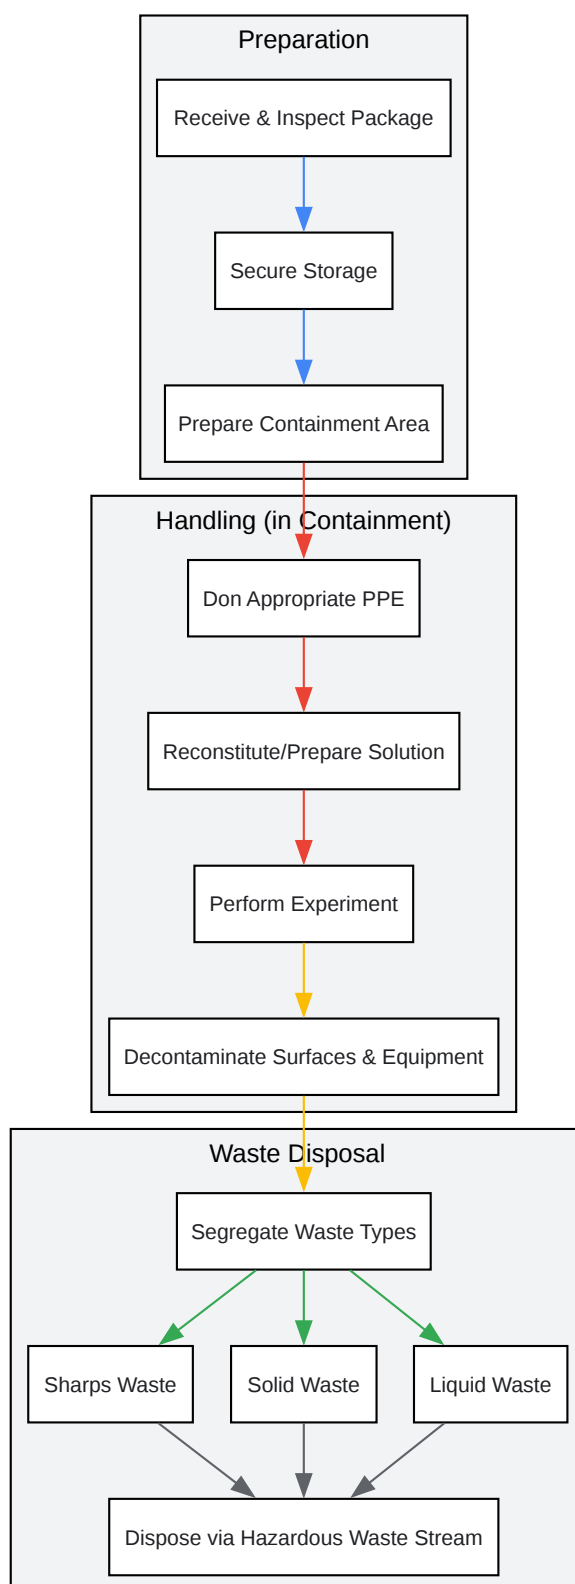 Preparation
Receive & Inspect Package
Secure Storage
Prepare Containment Area
Handling (in Containment)
Don Appropriate PPE
Reconstitute/Prepare Solution
Perform Experiment
Decontaminate Surfaces & Equipment
Waste Disposal
Segregate Waste Types
Sharps Waste
Solid Waste
Liquid Waste
Dispose via Hazardous Waste Stream